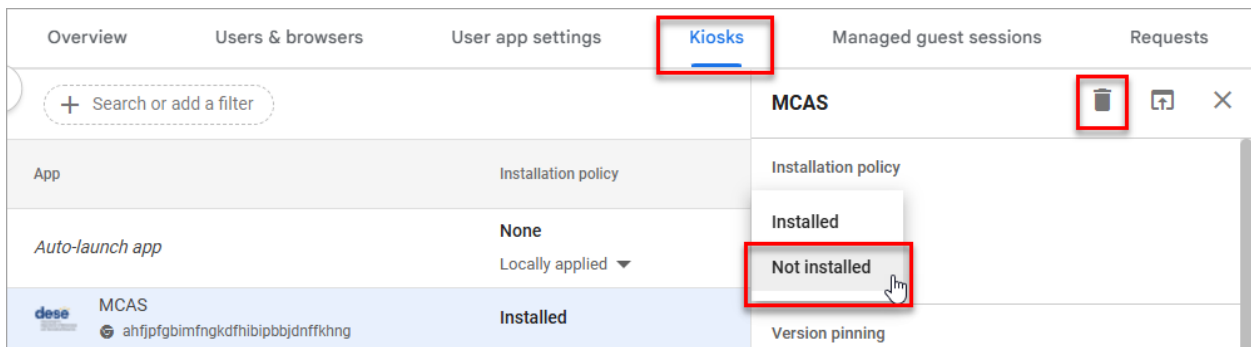 Overview Users & browsers User app settings Kiosks Managed guest sessions Requests
Search or add a filter
App Installation policy
Auto-launch app
None
Locally applied
dese
MCAS
ahfjpfgbimfngkdfhibipbbjdnffkhng
Installed
MCAS
Installation policy
Installed
Not installed
Version pinning